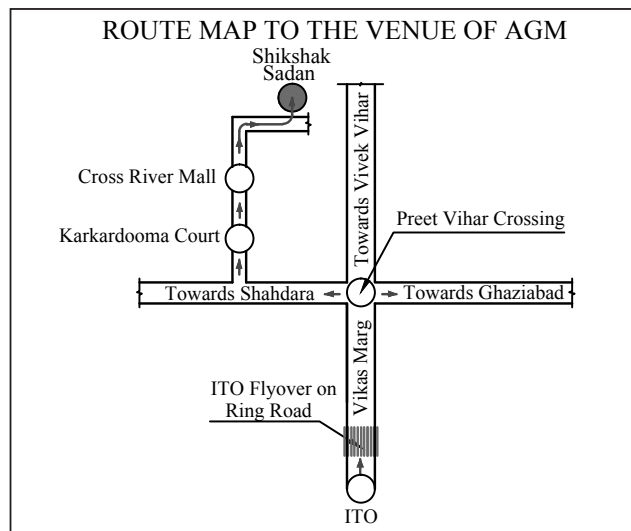 ROUTE MAP TO THE VENUE OF AGM
Shikshak
Sadan
Towards Vivek Vihar
Cross River Mall
Preet Vihar Crossing
Karkardooma Court
Towards Shahdara
Towards Ghaziabad
Vikas Marg
ITO Flyover on
Ring Road
ITO